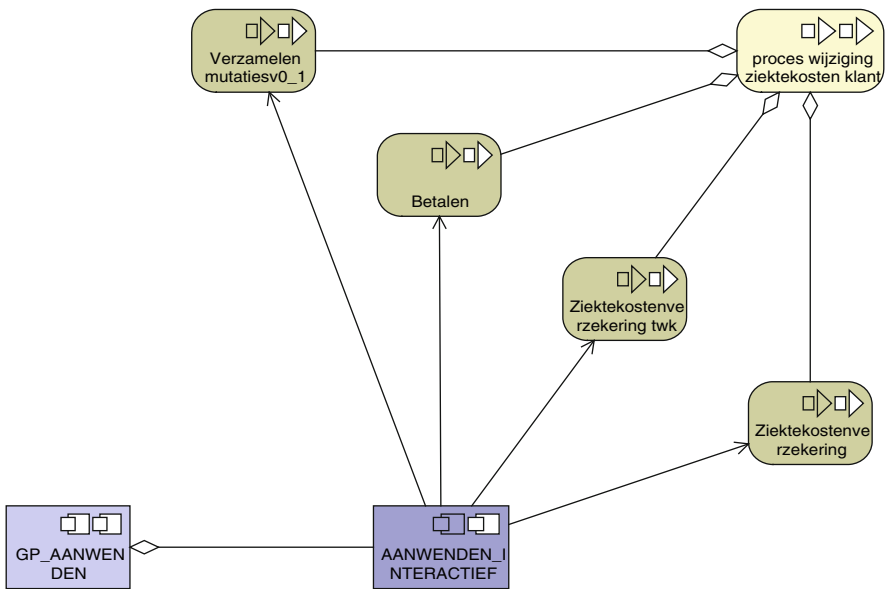 Verzamelen
mutatiesv0_1
proces wijziging
ziektekosten klant
Betalen
Ziektekostenve
rzekering twk
Ziektekostenve
rzekering
GP_AANWEN
DEN
AANWENDEN_I
NTERACTIEF